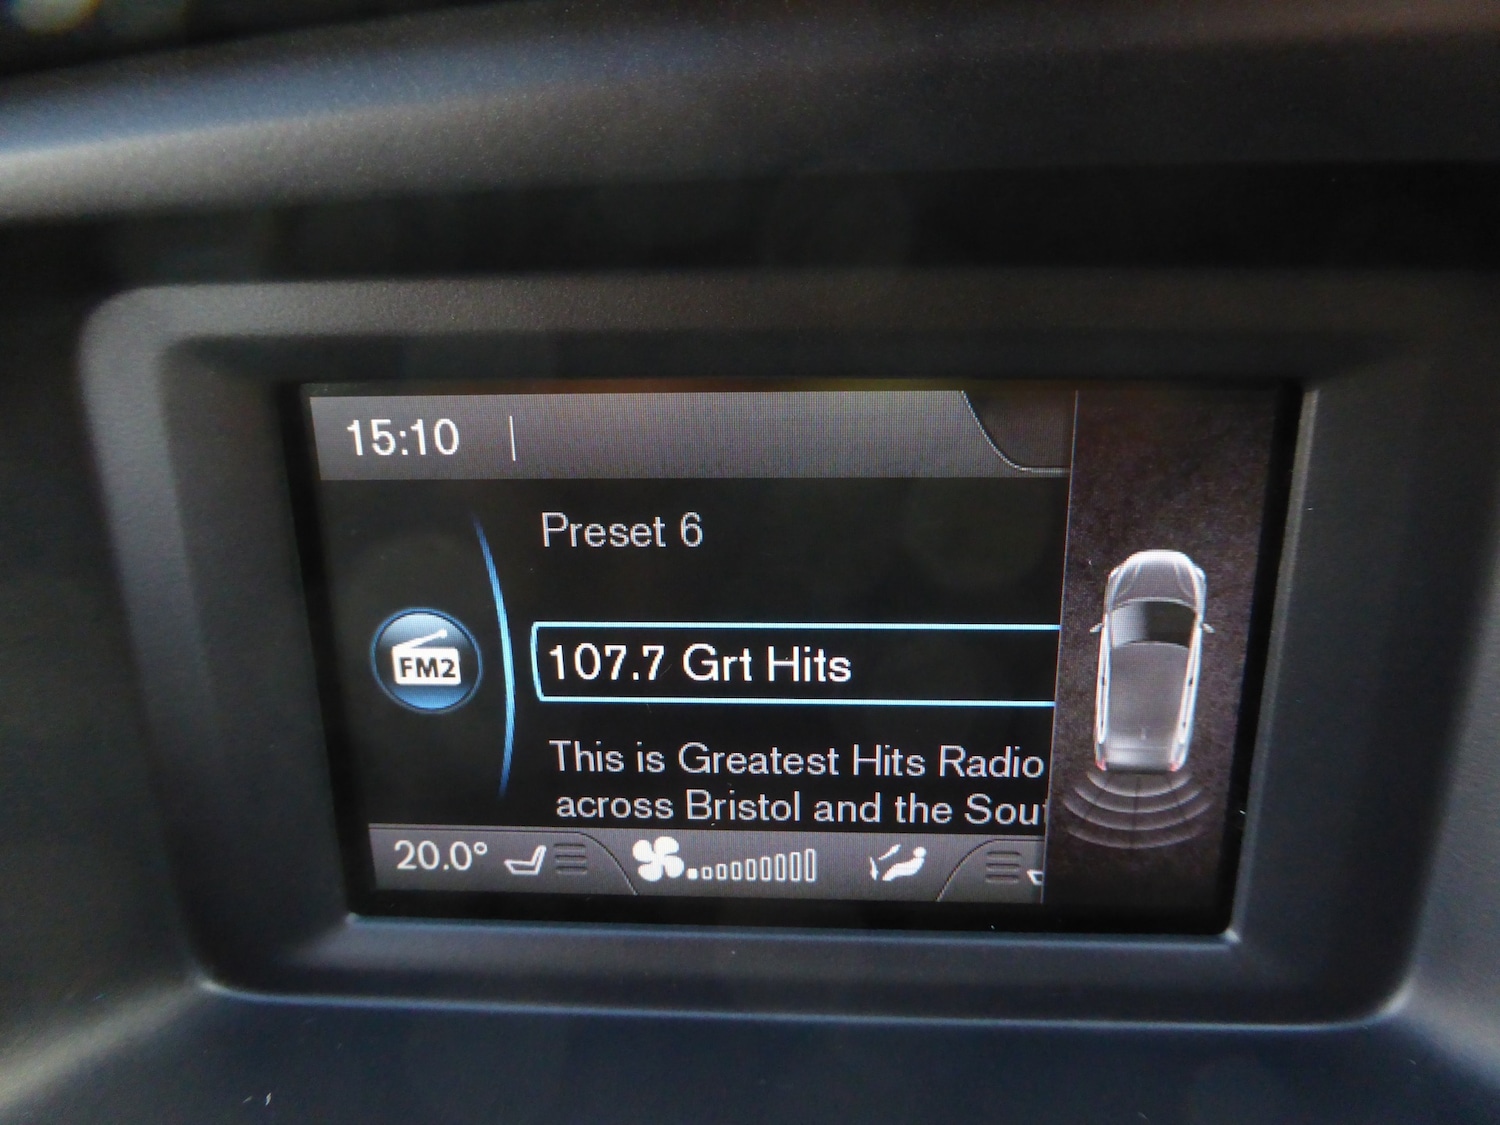 15:10
Preset 6
FM2
107.7 Grt Hits
This is Greatest Hits Radio
across Bristol and the Sou
20.0°